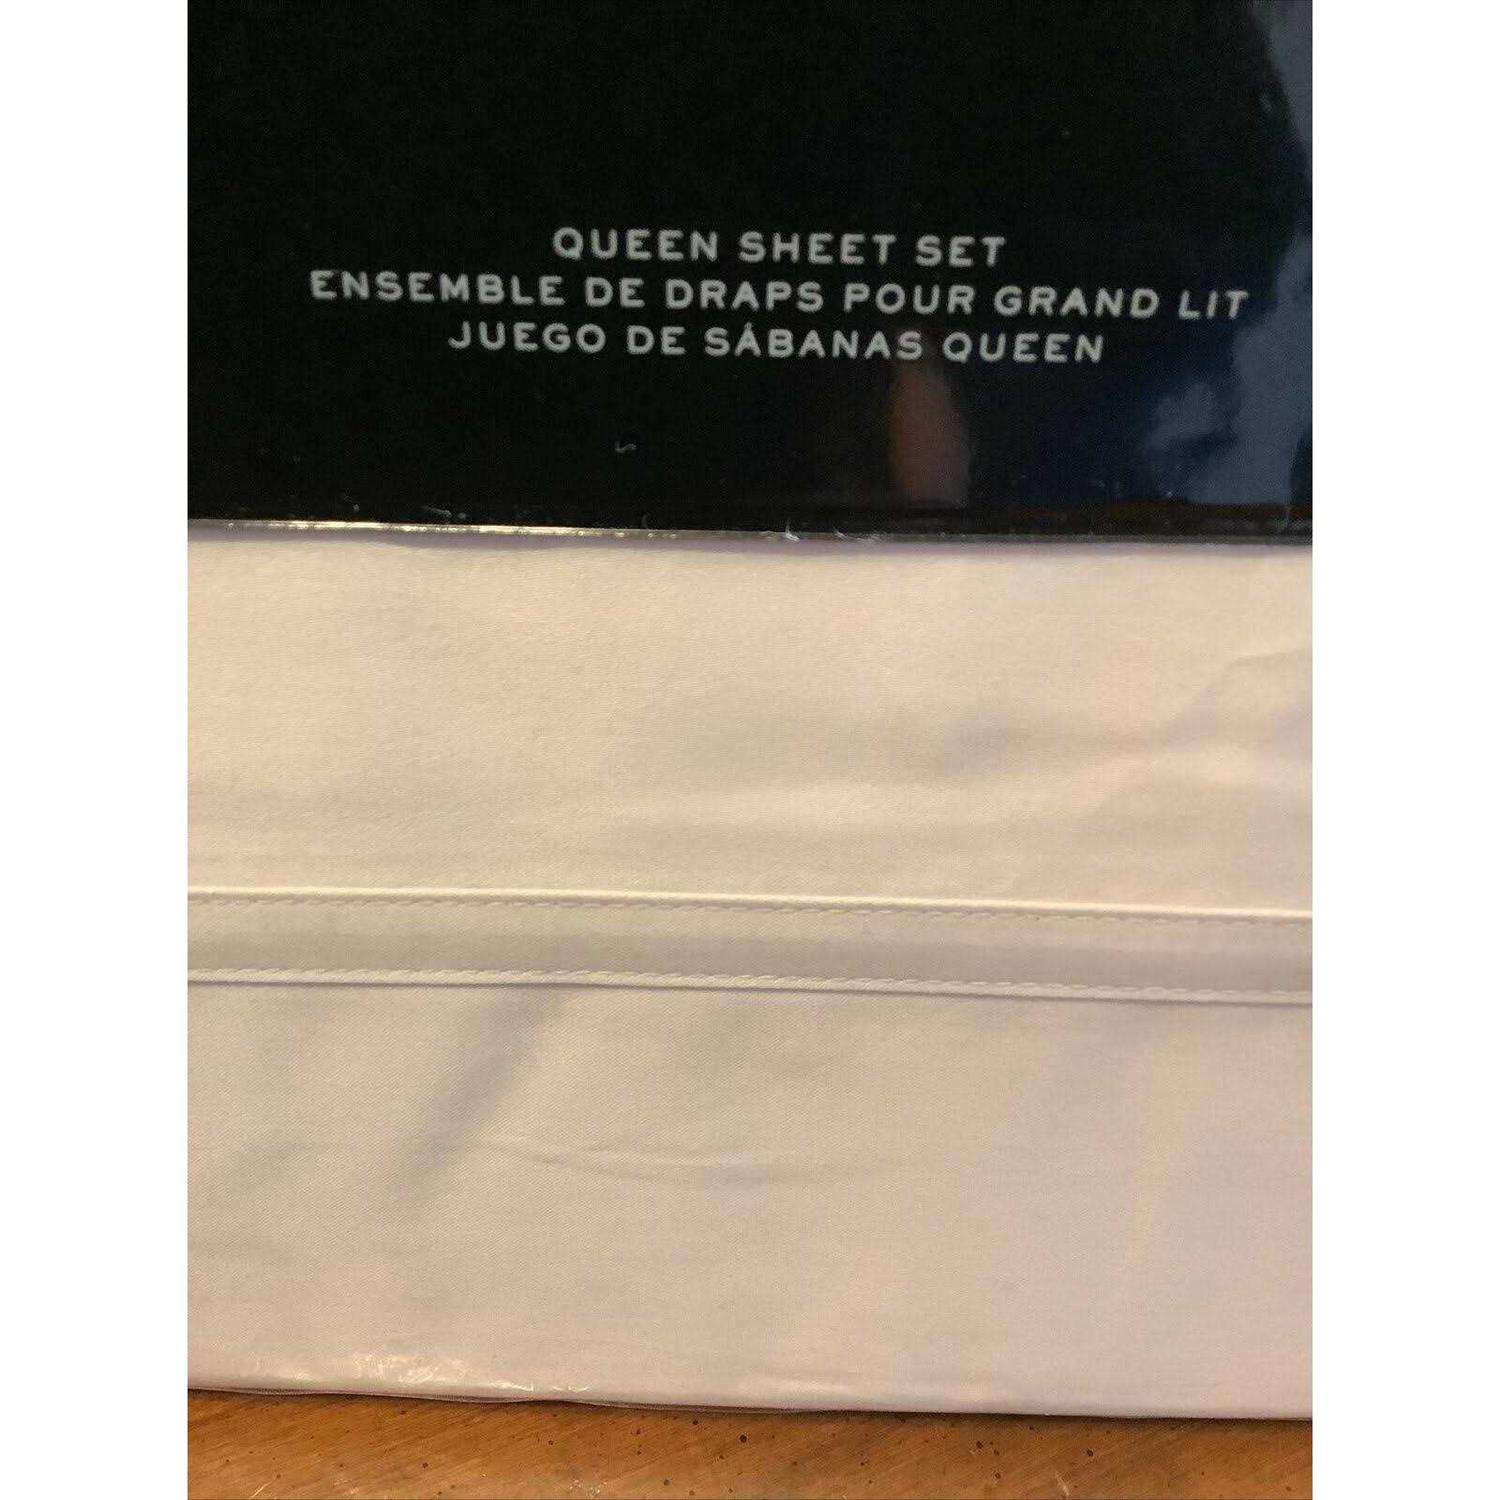 QUEEN SHEET SET
ENSEMBLE DE DRAPS POUR GRAND LIT
JUEGO DE SÁBANAS QUEEN